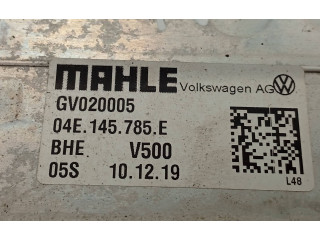 MAHLE Volkswagen AG
GV020005
04E.145.785.E
BHE V500
05S 10.12.19
L48